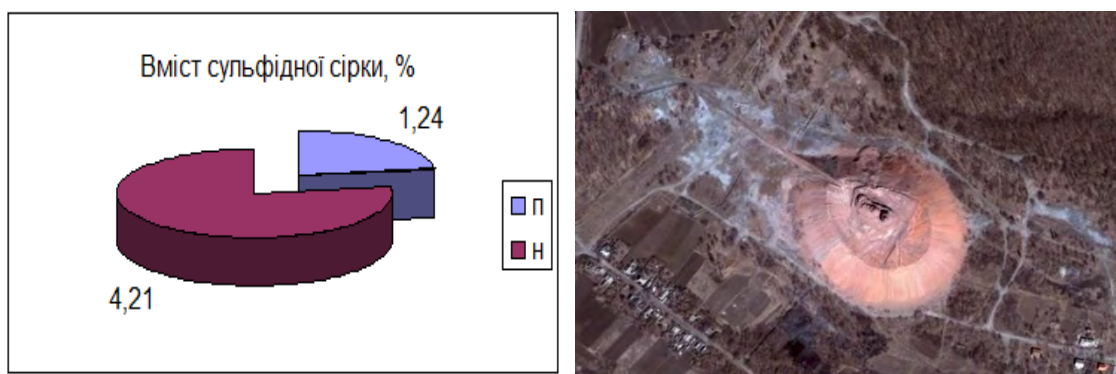 Вміст сульфідної сірки, %
1,24
4,21
П
Н